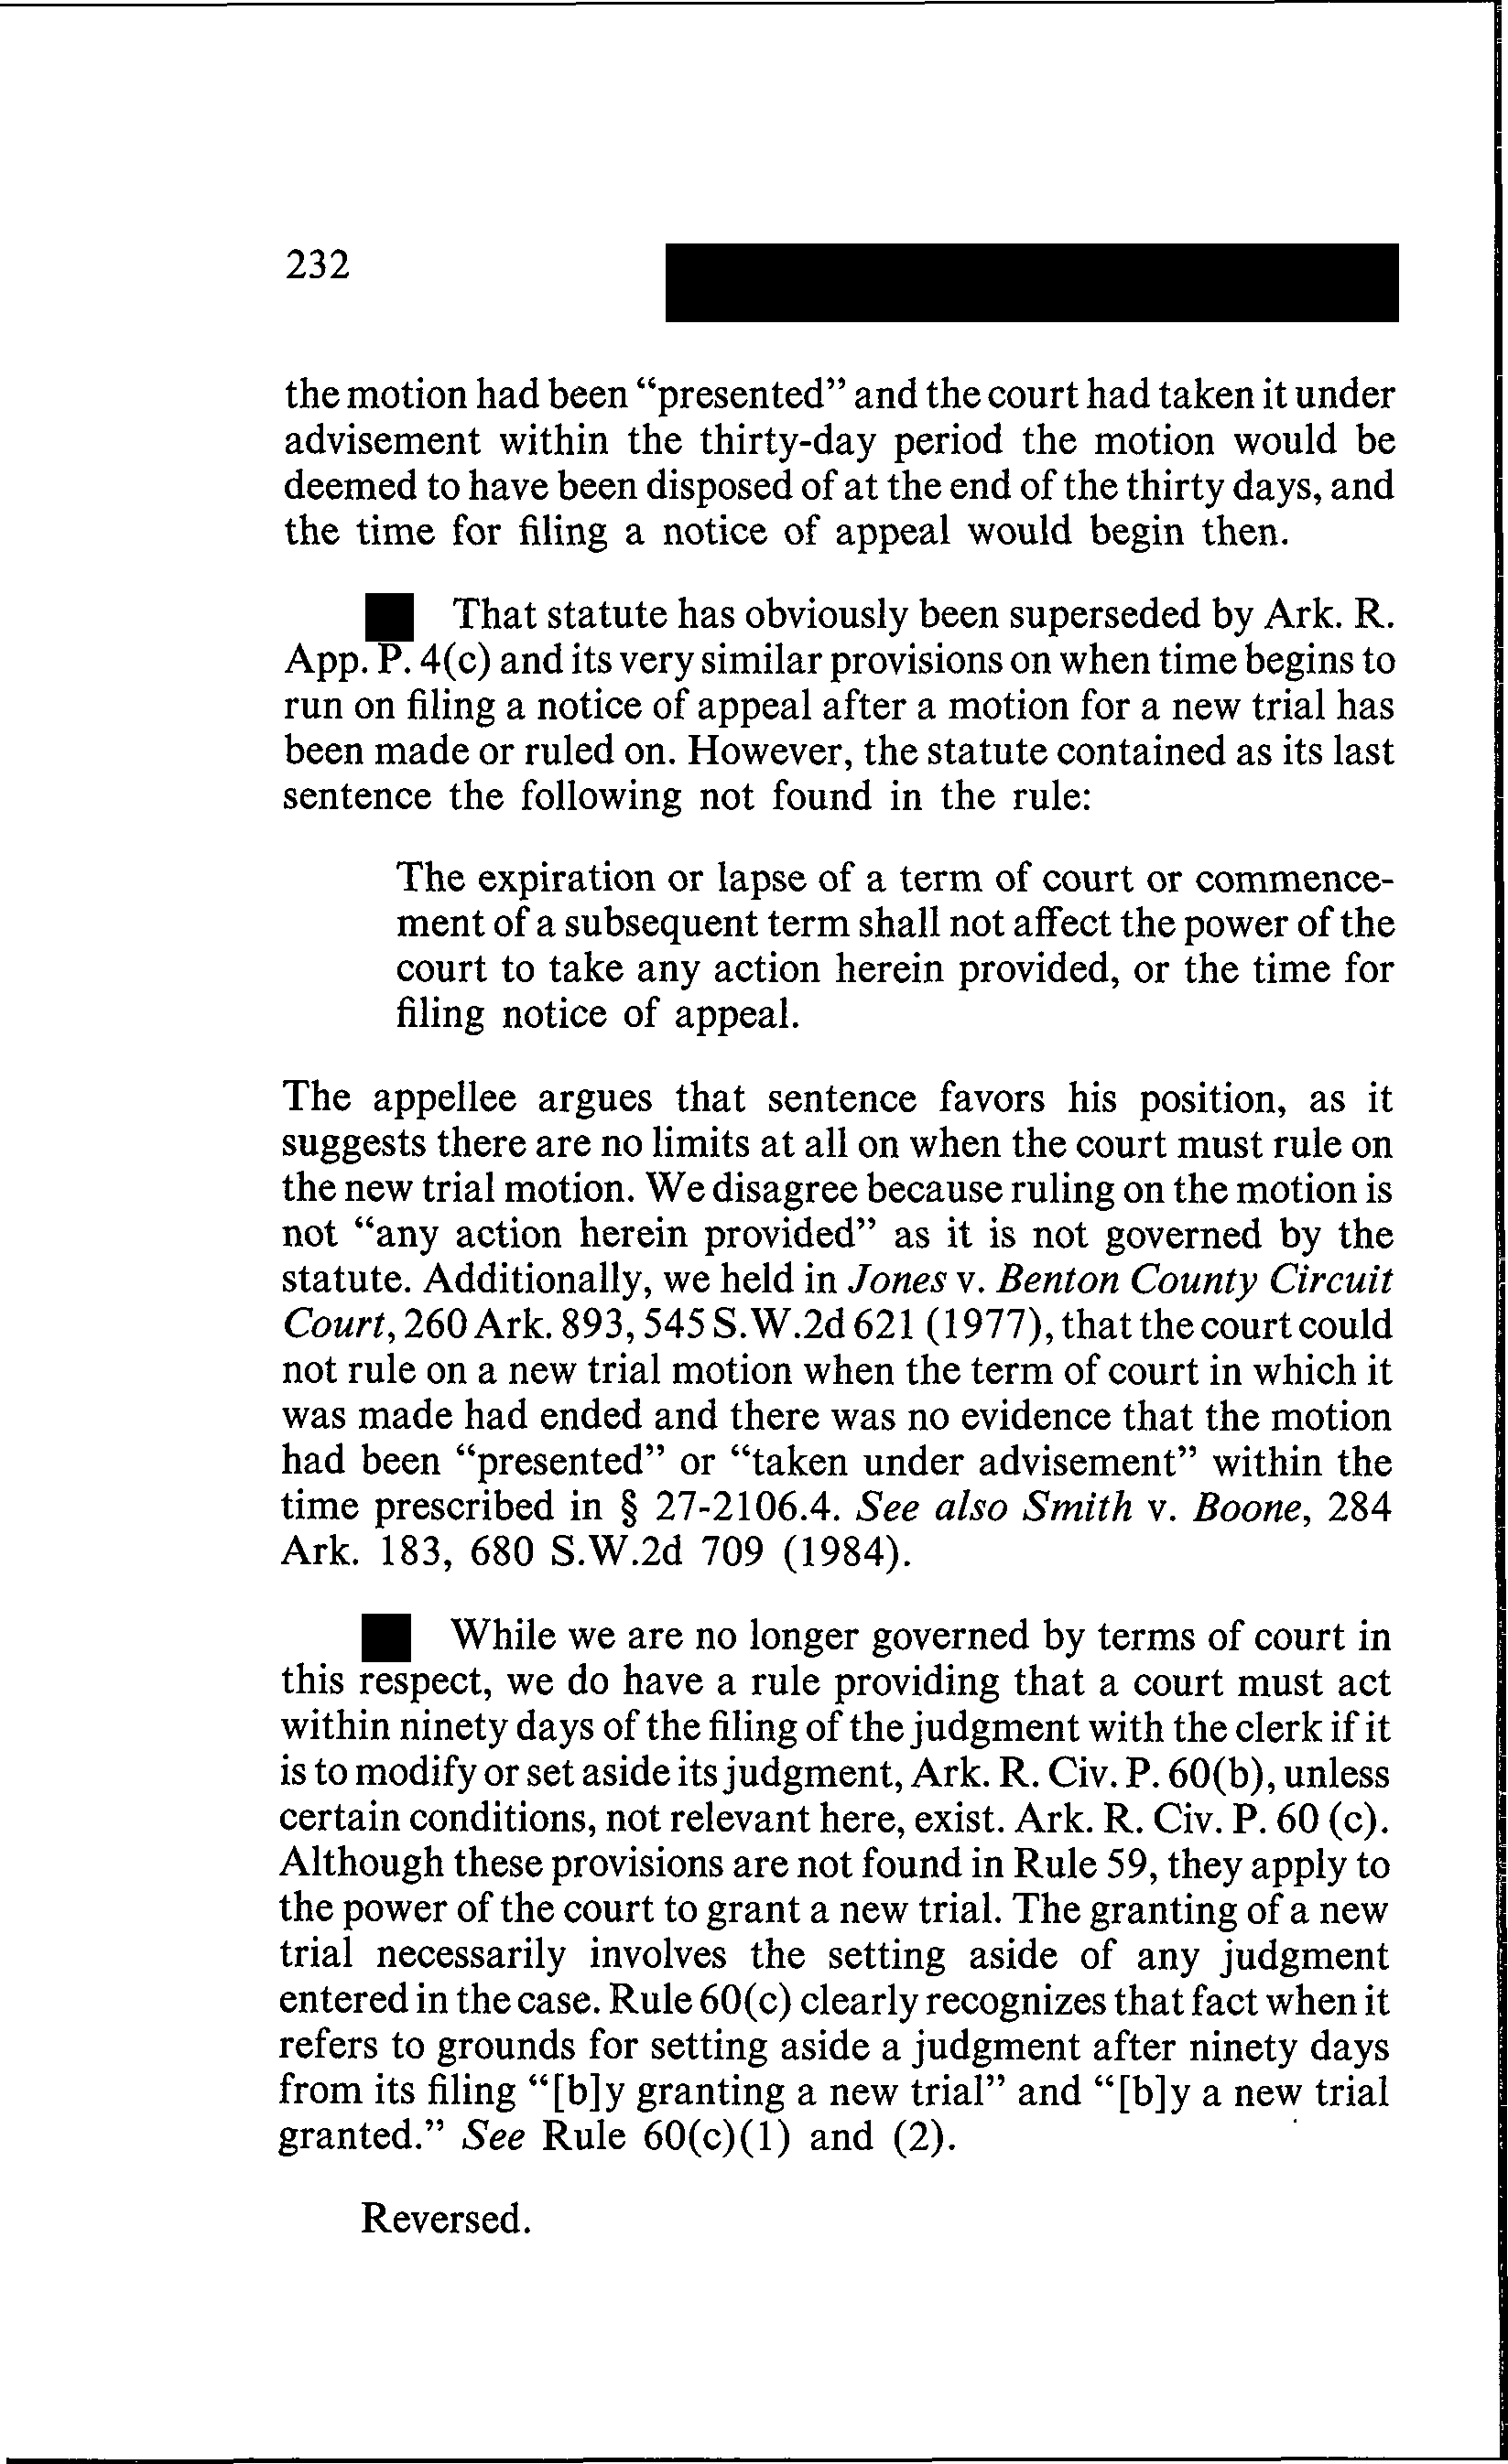 232
the motion had been “presented” and the court had taken it under
advisement within the thirty-day period the motion would be
deemed to have been disposed of at the end of the thirty days, and
the time for filing a notice of appeal would begin then.
That statute has obviously been superseded by Ark. R.
App. P. 4(c) and its very similar provisions on when time begins to
run on filing a notice of appeal after a motion for a new trial has
been made or ruled on. However, the statute contained as its last
sentence the following not found in the rule:
The expiration or lapse of a term of court or commence-
ment of a subsequent term shall not affect the power of the
court to take any action herein provided, or the time for
filing notice of appeal.
The appellee argues that sentence favors his position, as it
suggests there are no limits at all on when the court must rule on
the new trial motion. We disagree because ruling on the motion is
not “any action herein provided” as it is not governed by the
statute. Additionally, we held in Jones v. Benton County Circuit
Court, 260 Ark. 893, 545 S.W.2d 621 (1977), that the court could
not rule on a new trial motion when the term of court in which it
was made had ended and there was no evidence that the motion
had been “presented” or “taken under advisement” within the
time prescribed in § 27-2106.4. See also Smith v. Boone, 284
Ark. 183, 680 S.W.2d 709 (1984).
While we are no longer governed by terms of court in
this respect, we do have a rule providing that a court must act
within ninety days of the filing of the judgment with the clerk if it
is to modify or set aside its judgment, Ark. R. Civ. P. 60(b), unless
certain conditions, not relevant here, exist. Ark. R. Civ. P. 60 (c).
Although these provisions are not found in Rule 59, they apply to
the power of the court to grant a new trial. The granting of a new
trial necessarily involves the setting aside of any judgment
entered in the case. Rule 60(c) clearly recognizes that fact when it
refers to grounds for setting aside a judgment after ninety days
from its filing “[b]y granting a new trial” and “[b]y a new trial
granted.” See Rule 60(c)(1) and (2).
Reversed.